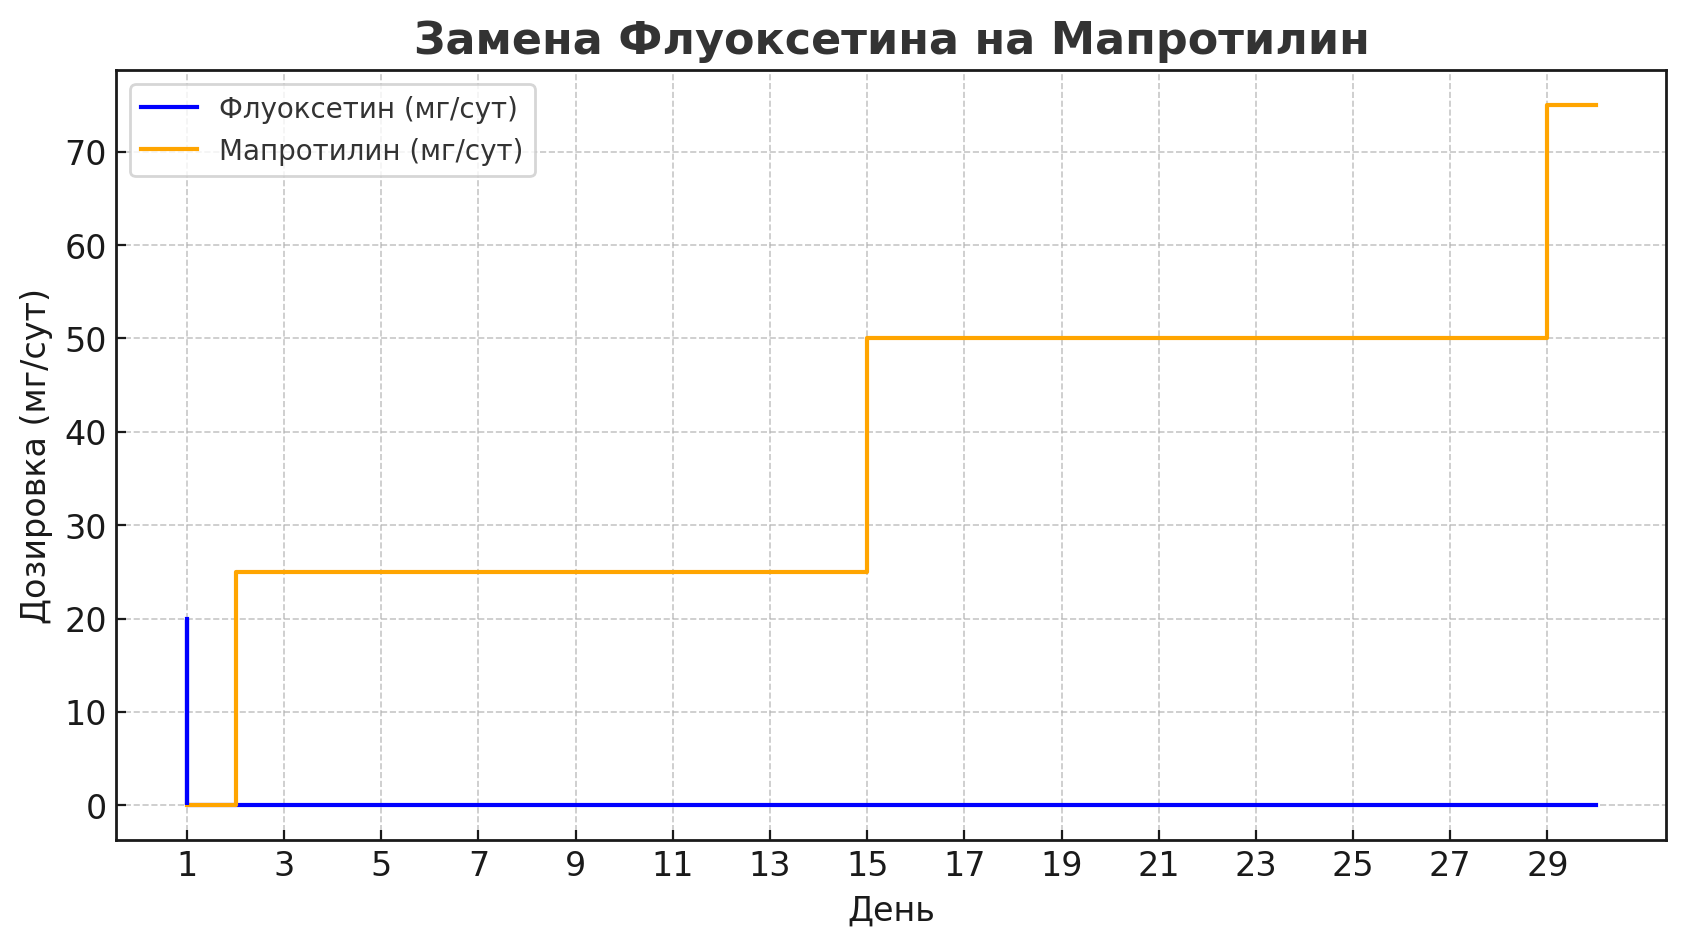 Замена Флуоксетина на Мапротилин
Флуоксетин (мг/сут)
Мапротилин (мг/сут)
Дозировка (мг/сут)
70
60
50
40
30
20
10
0
1 3 5 7 9 11 13 15 17 19 21 23 25 27 29
День